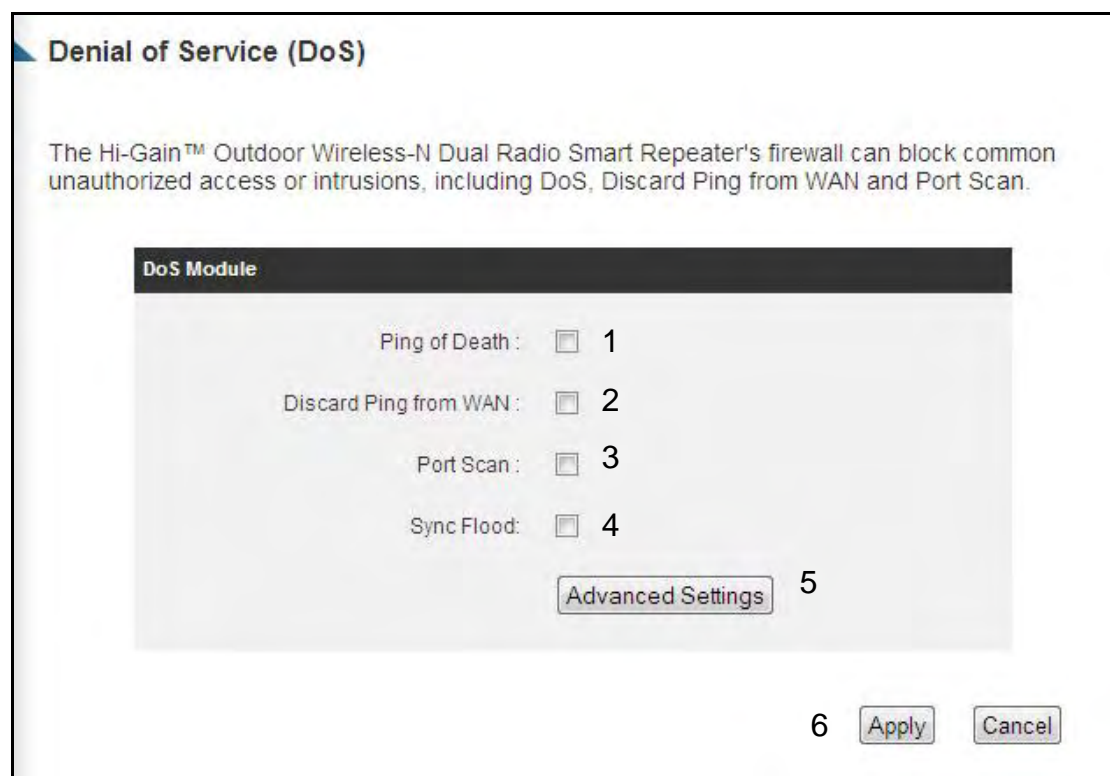 Denial of Service (DoS)
The Hi-Gain™ Outdoor Wireless-N Dual Radio Smart Repeater's firewall can block common
unauthorized access or intrusions, including DoS, Discard Ping from WAN and Port Scan.
DoS Module
Ping of Death : 1
Discard Ping from WAN : 2
Port Scan : 3
Sync Flood: 4
Advanced Settings 5
6 Apply Cancel